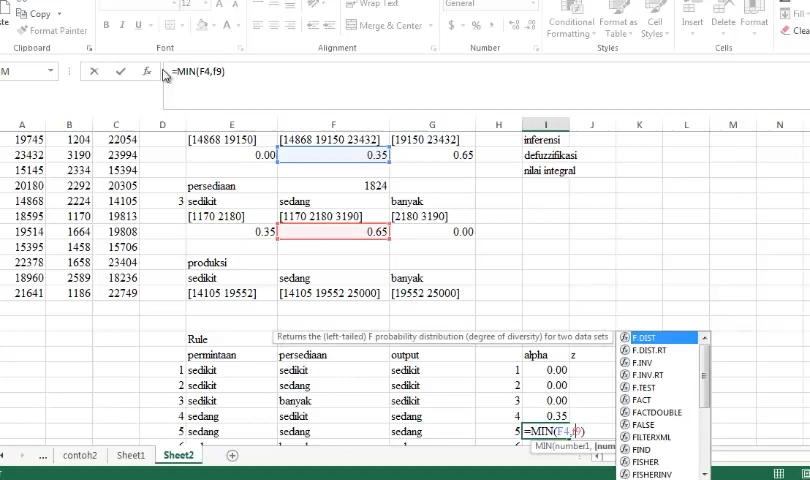 Copy
Format Painter
12
Wrap Text
Merge & Center
General
Conditional Formatting
Format as Table
Cell Styles
Insert Delete Format
Fill
Clea
Clipboard Font Alignment Number Styles Cells
M =MIN(F4,f9)
A B C D E F G H I J K L M N
19745 1204 22054 [14868 19150] [14868 19150 23432] [19150 23432] inferensi
23432 3190 23994 0.00 0.35 0.65 defuzzifikasi
15145 2334 15394 nilai integral
20180 2292 20305 persediaan 1824
14868 2224 14105 3 sedikit sedang banyak
18595 1170 19813 [1170 2180] [1170 2180 3190] [2180 3190]
19514 1664 19808 0.35 0.65 0.00
15395 1458 15706
22378 1658 23404 produksi
18960 2589 18236 sedikit sedang banyak
21641 1186 22749 [14105 19552] [14105 19552 25000] [19552 25000]
Rule
Returns the (left-tailed) F probability distribution (degree of diversity) for two data sets
permintaan persediaan output alpha z
1 sedikit sedikit sedikit 1 0.00
2 sedikit sedang sedikit 2 0.00
3 sedikit banyak sedikit 3 0.00
4 sedang sedikit sedang 4 0.35
5 sedang sedang sedang 5 =MIN(F4,f9)
MIN(number1, [num
F.DIST
F.DIST.RT
F.INV
F.INV.RT
F.TEST
FACT
FACTDOUBLE
FALSE
FILTERXML
FIND
FISHER
FISHERINV
... contoh2 Sheet1 Sheet2